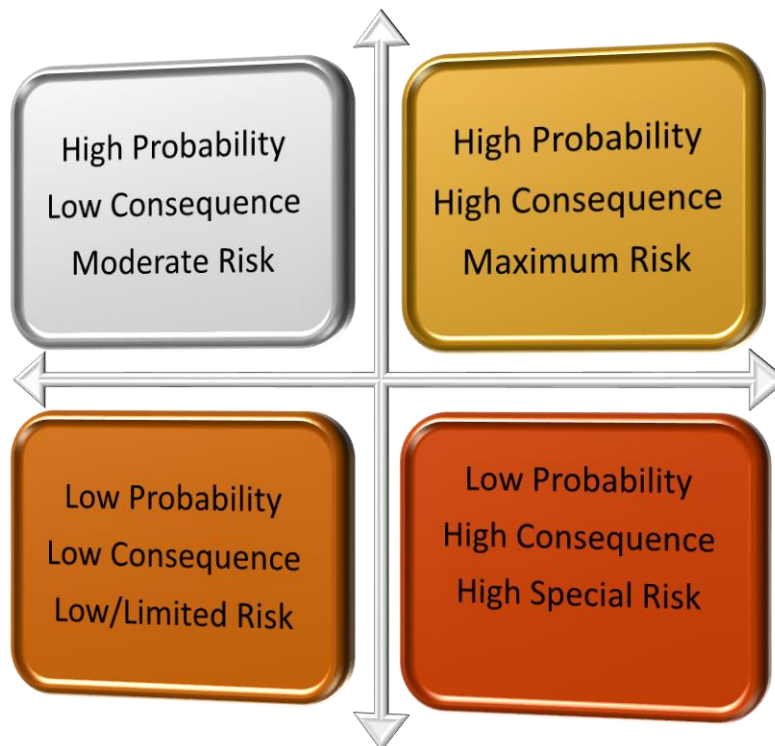 High Probability
Low Consequence
Moderate Risk
High Probability
High Consequence
Maximum Risk
Low Probability
Low Consequence
Low/Limited Risk
Low Probability
High Consequence
High Special Risk